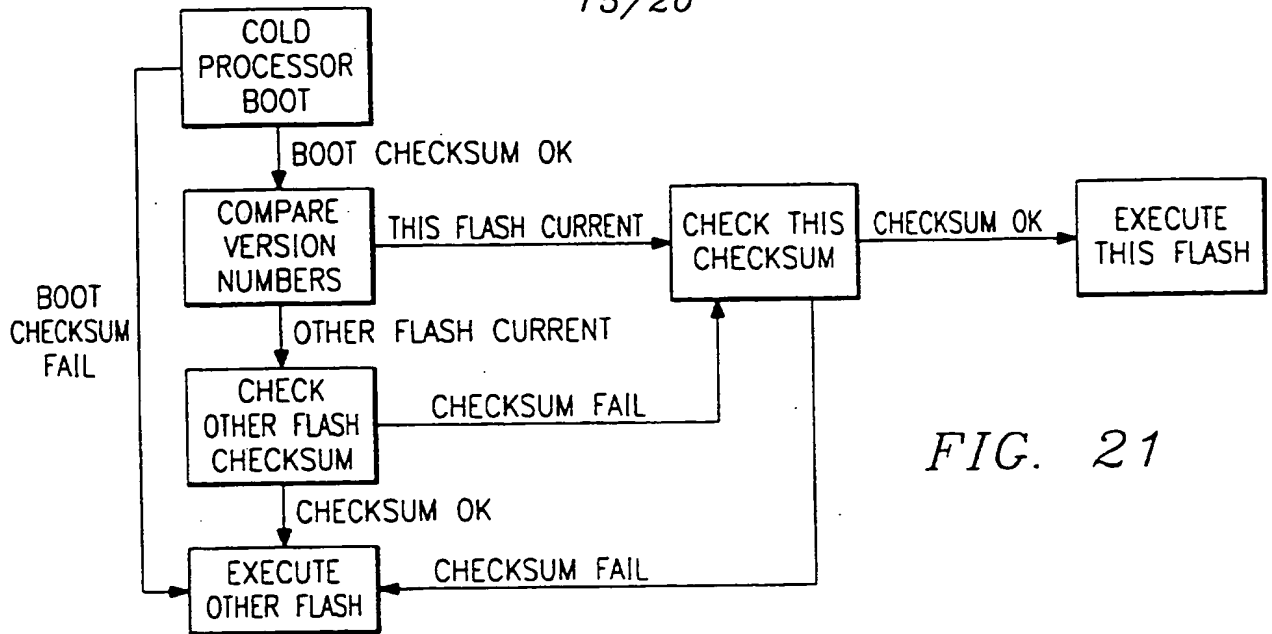 COLD
PROCESSOR
BOOT
BOOT CHECKSUM OK
COMPARE
VERSION
NUMBERS
THIS FLASH CURRENT
CHECK THIS
CHECKSUM
CHECKSUM OK
EXECUTE
THIS FLASH
BOOT
CHECKSUM
FAIL
OTHER FLASH CURRENT
CHECK
OTHER FLASH
CHECKSUM
CHECKSUM FAIL
FIG. 21
CHECKSUM OK
EXECUTE
OTHER FLASH
CHECKSUM FAIL